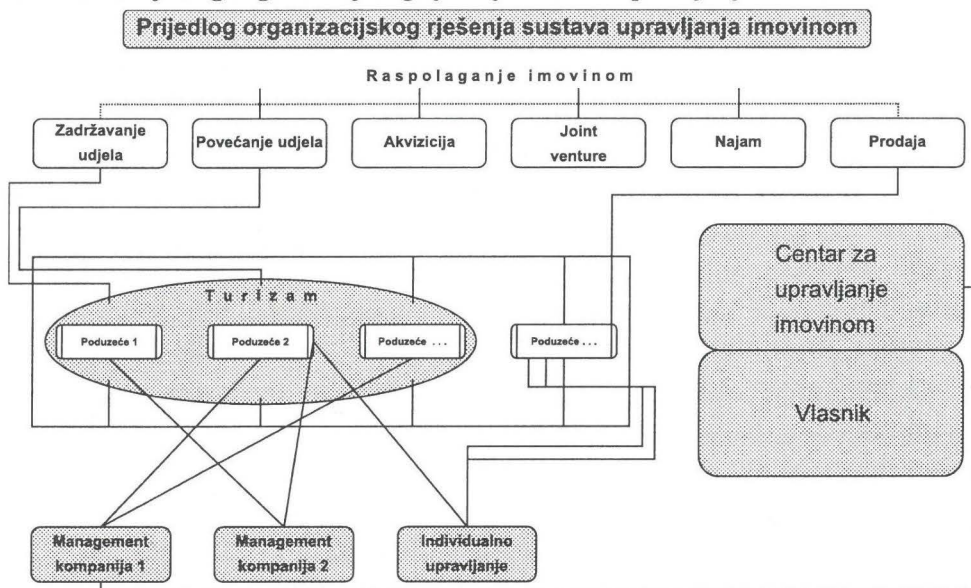 Prijedlog organizacijskog rješenja sustava upravljanja imovinom
Raspolaganje imovinom
Zadržavanje
udjela
Povećanje udjela
Akvizicija
Joint
venture
Najam
Prodaja
Centar za
upravljanje
imovinom
Turizam
Poduzeće 1
Poduzeće 2
Poduzeće ...
Poduzeće ...
Vlasnik
Management
kompanija 1
Management
kompanija 2
Individualno
upravljanje